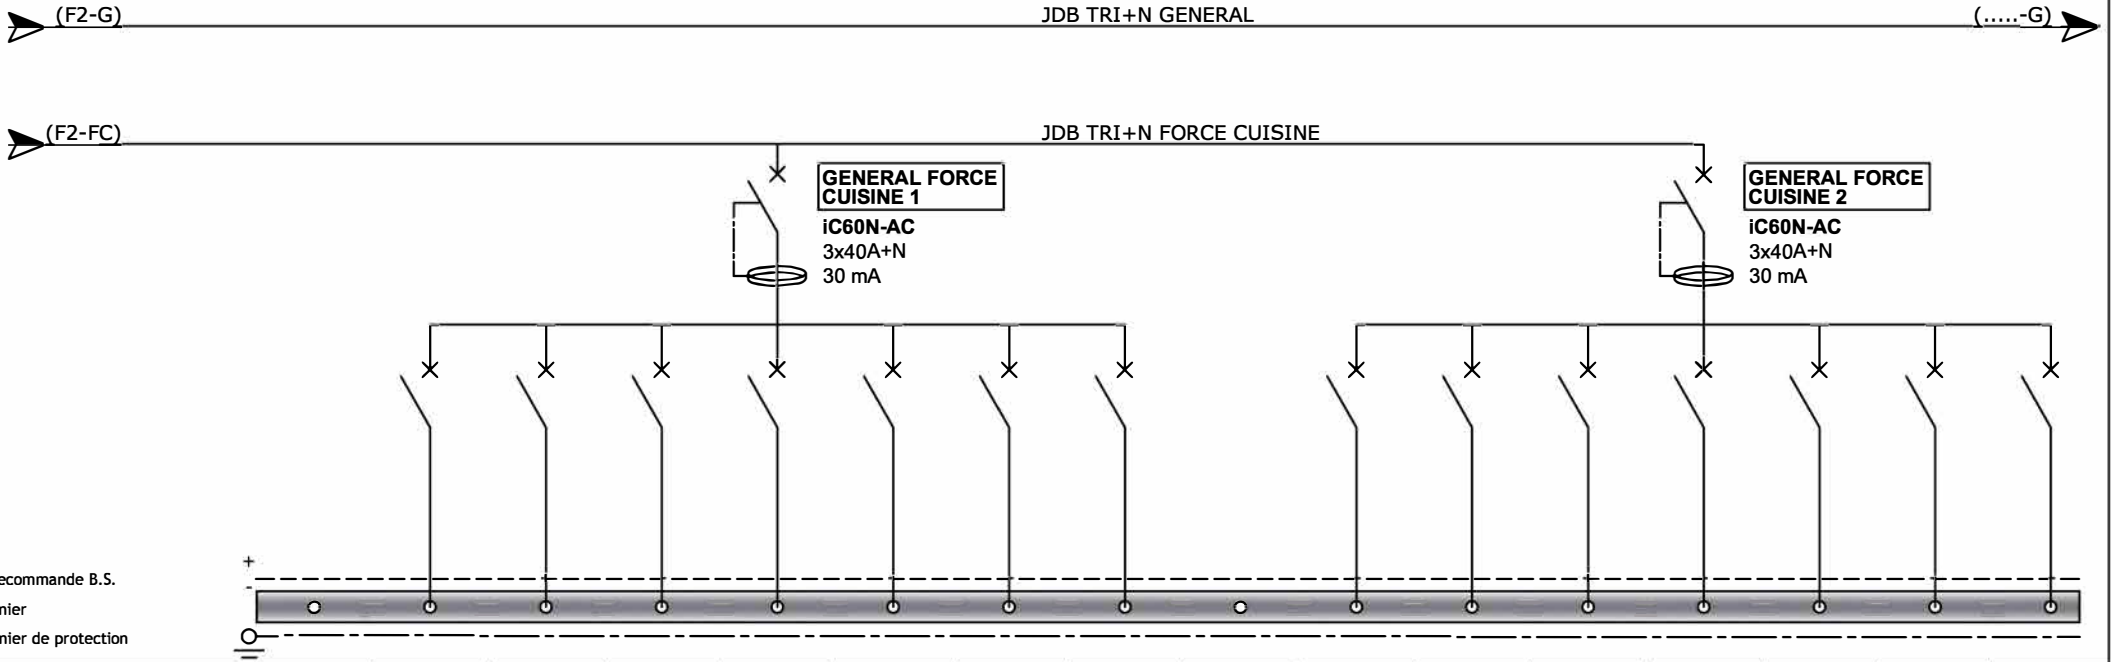 (F2-G) JDB TRI+N GENERAL (.....-G)
(F2-FC) JDB TRI+N FORCE CUISINE
GENERAL FORCE
CUISINE 1
iC60N-AC
3x40A+N
30 mA
GENERAL FORCE
CUISINE 2
iC60N-AC
3x40A+N
30 mA
+
-
ecommande B.S.
nier
nier de protection